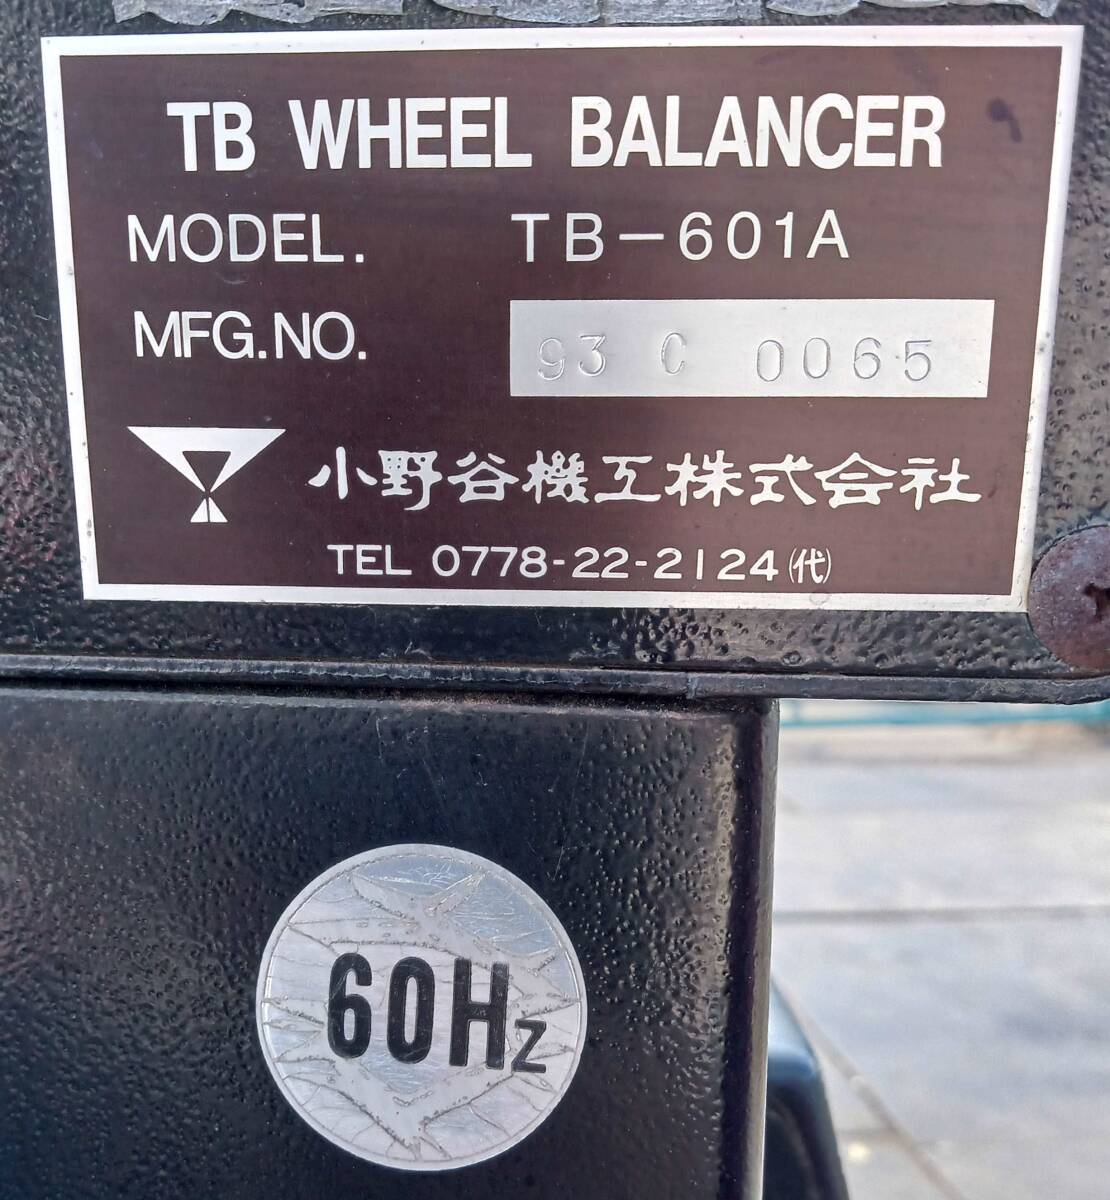 TB WHEEL BALANCER
MODEL. TB-601A
MFG.NO. 93 C 0065
小野谷機工株式会社
TEL 0778-22-2124(代)
60Hz